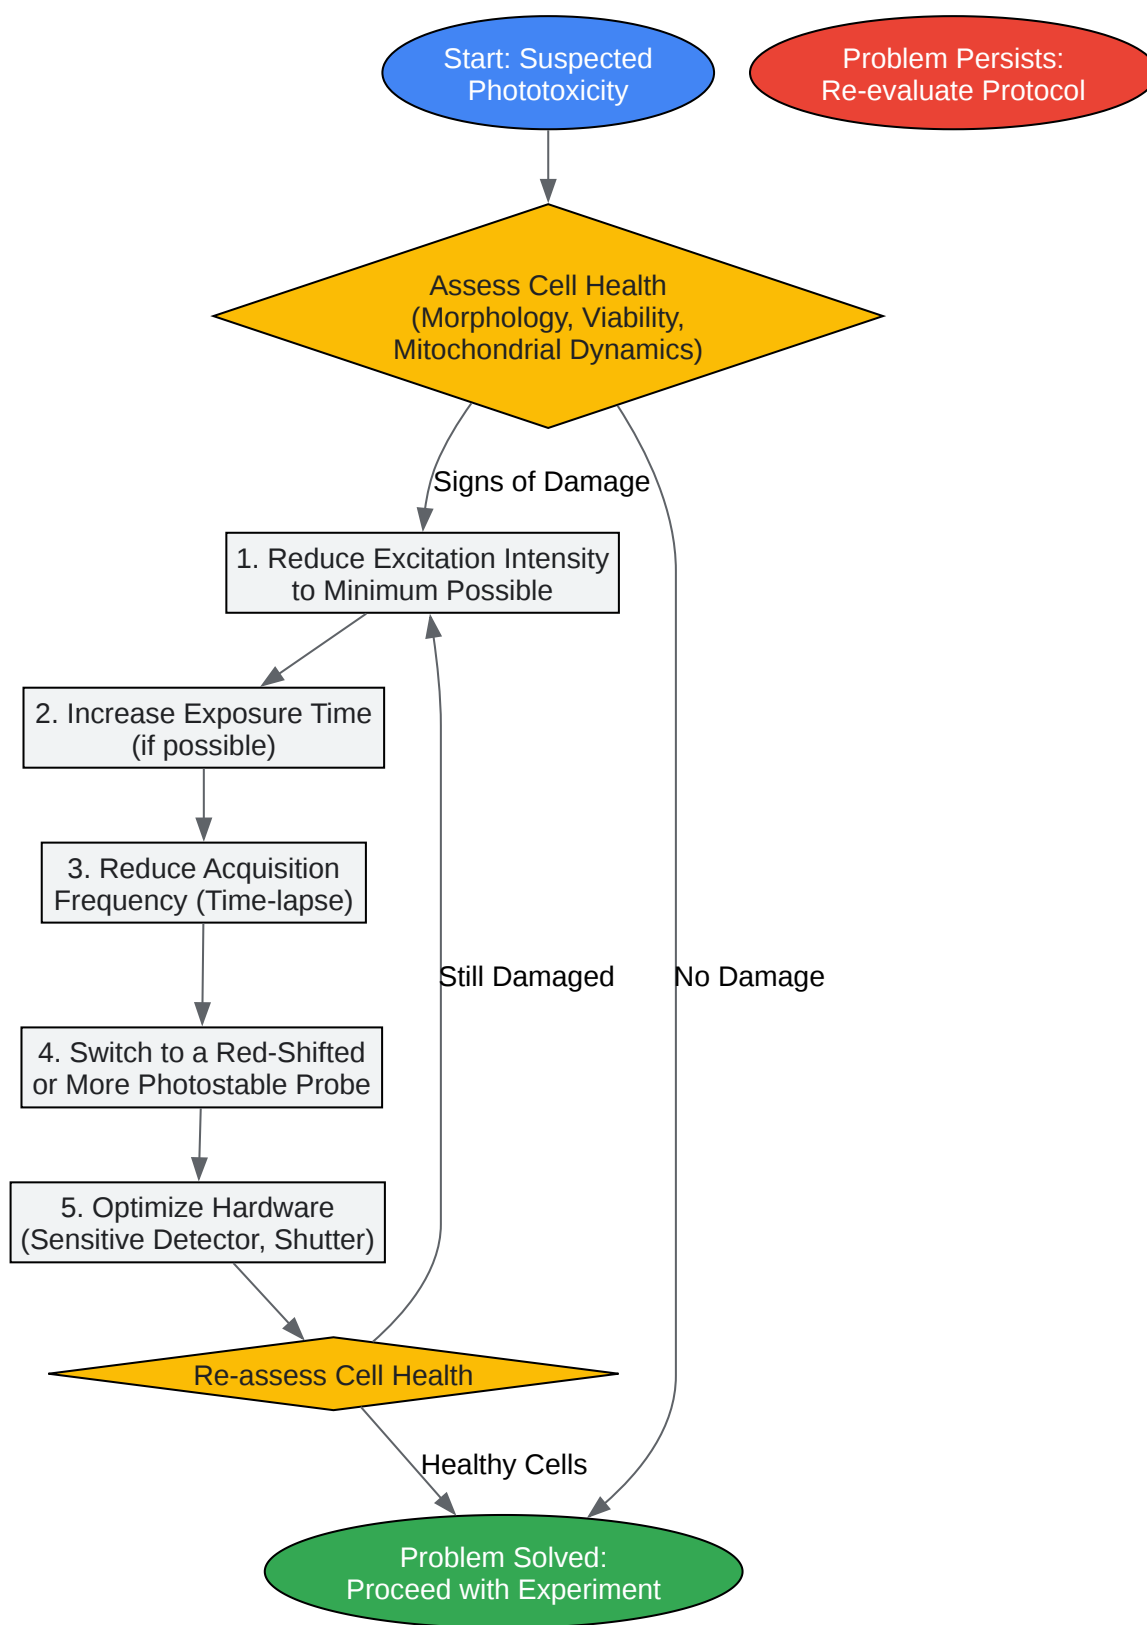 Start: Suspected
Phototoxicity
Problem Persists:
Re-evaluate Protocol
Assess Cell Health
(Morphology, Viability,
Mitochondrial Dynamics)
Signs of Damage
1. Reduce Excitation Intensity
to Minimum Possible
2. Increase Exposure Time
(if possible)
3. Reduce Acquisition
Frequency (Time-lapse)
Still Damaged
No Damage
4. Switch to a Red-Shifted
or More Photostable Probe
5. Optimize Hardware
(Sensitive Detector, Shutter)
Re-assess Cell Health
Healthy Cells
Problem Solved:
Proceed with Experiment